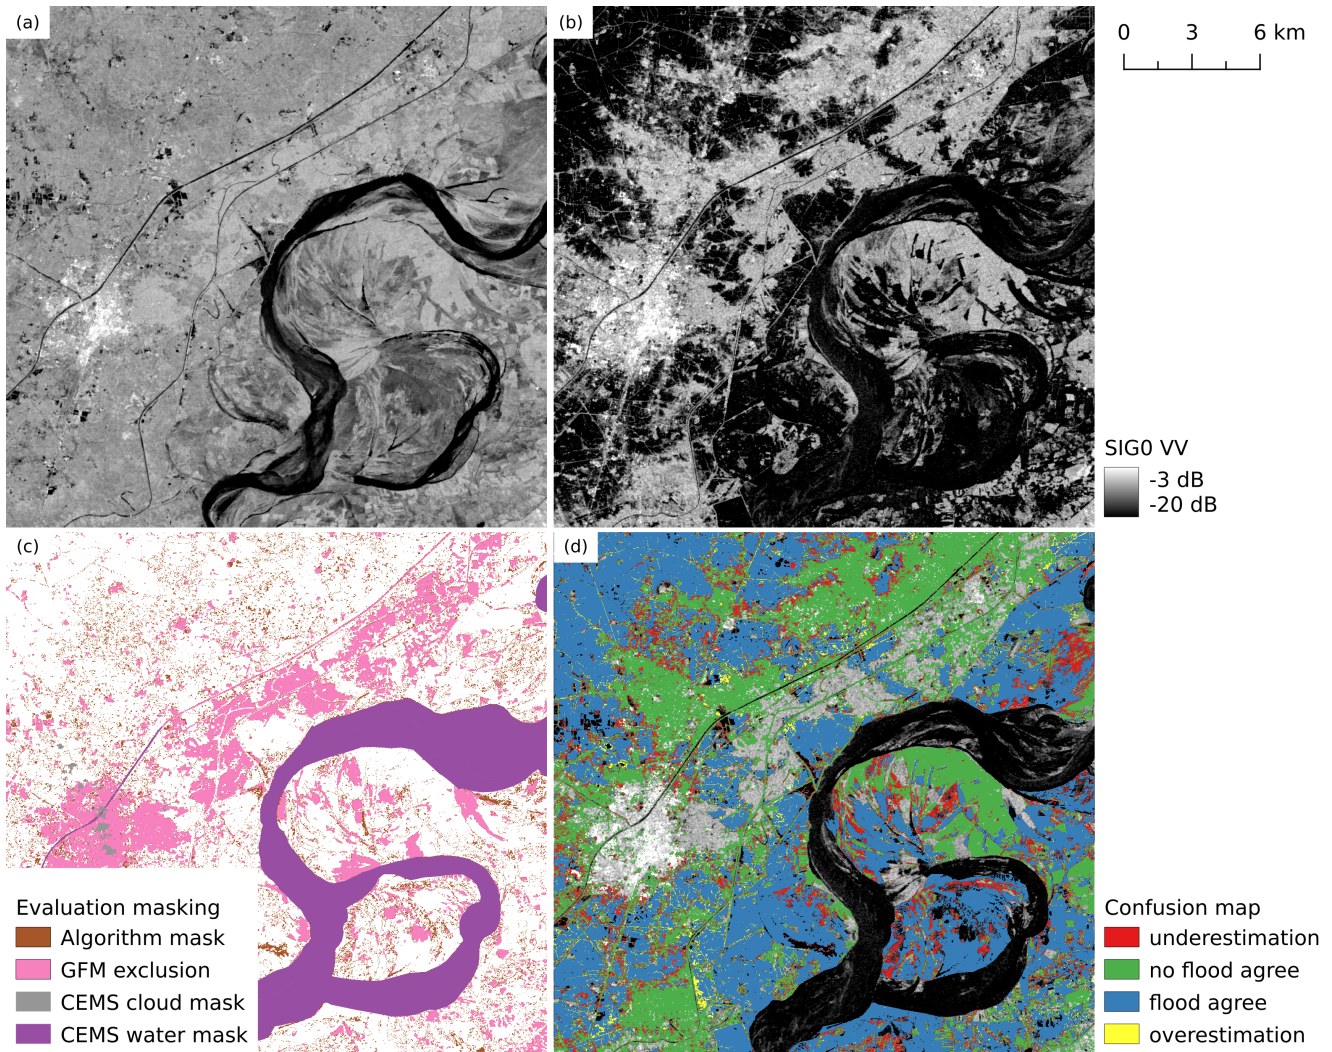 (a)
(b)
0 3 6 km
SIG0 VV
-3 dB
-20 dB
(c)
(d)
Evaluation masking
Algorithm mask
GFM exclusion
CEMS cloud mask
CEMS water mask
Confusion map
underestimation
no flood agree
flood agree
overestimation